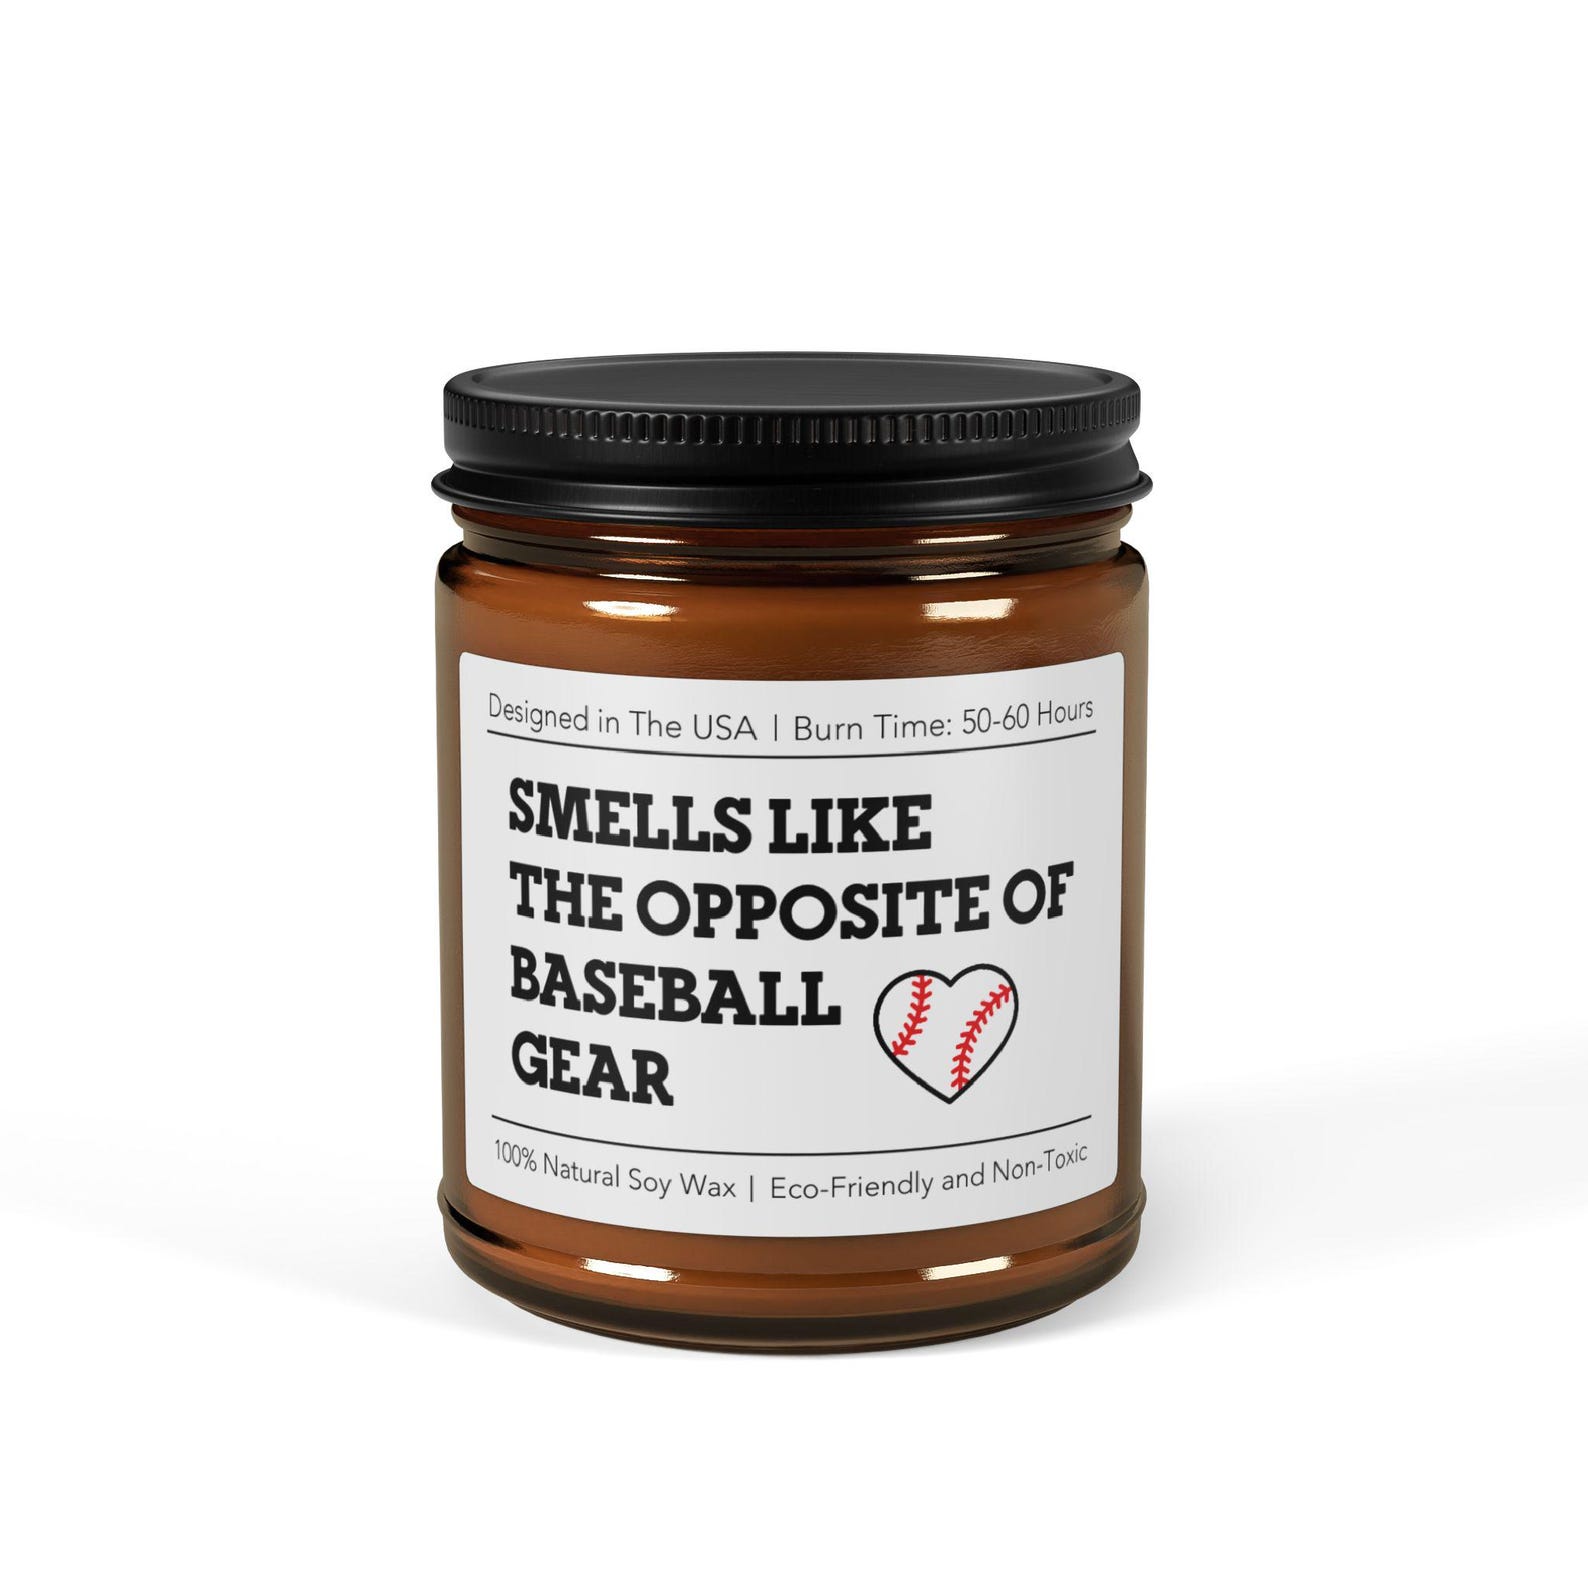 Designed in The USA | Burn Time: 50-60 Hours
SMELLS LIKE
THE OPPOSITE OF
BASEBALL
GEAR
100% Natural Soy Wax | Eco-Friendly and Non-Toxic